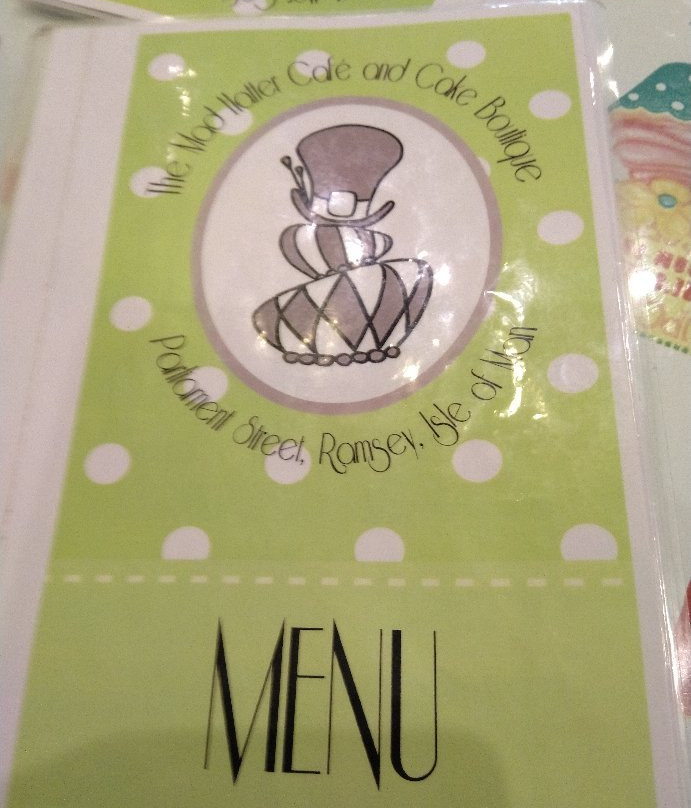 The Mad Hatter Café and Cake Boutique
Parliament Street, Ramsey, Isle of Man
MENU